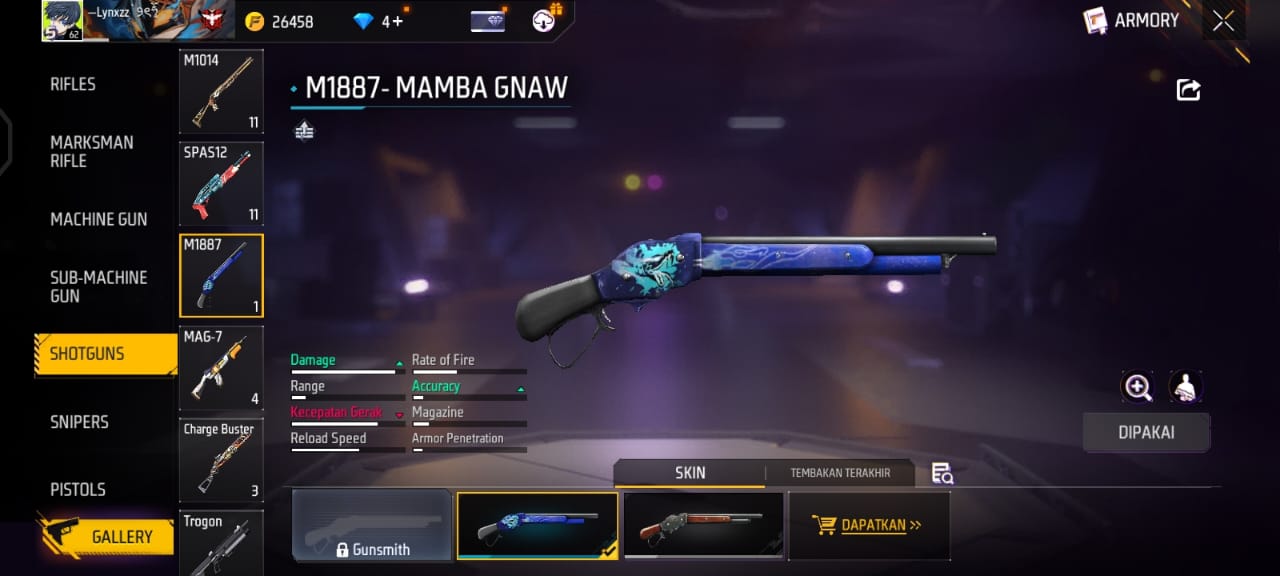 —Lynxzz
5
62
26458
4+
ARMORY
RIFLES
MARKSMAN
RIFLE
MACHINE GUN
SUB-MACHINE
GUN
SHOTGUNS
SNIPERS
PISTOLS
GALLERY
M1014
11
SPAS12
11
M1887
1
MAG-7
4
Charge Buster
3
Trogon
M1887- MAMBA GNAW
Damage
Rate of Fire
Range
Accuracy
Kecepatan Gerak
Magazine
Reload Speed
Armor Penetration
DIPAKAI
SKIN
TEMBAKAN TERAKHIR
Gunsmith
DAPATKAN >>